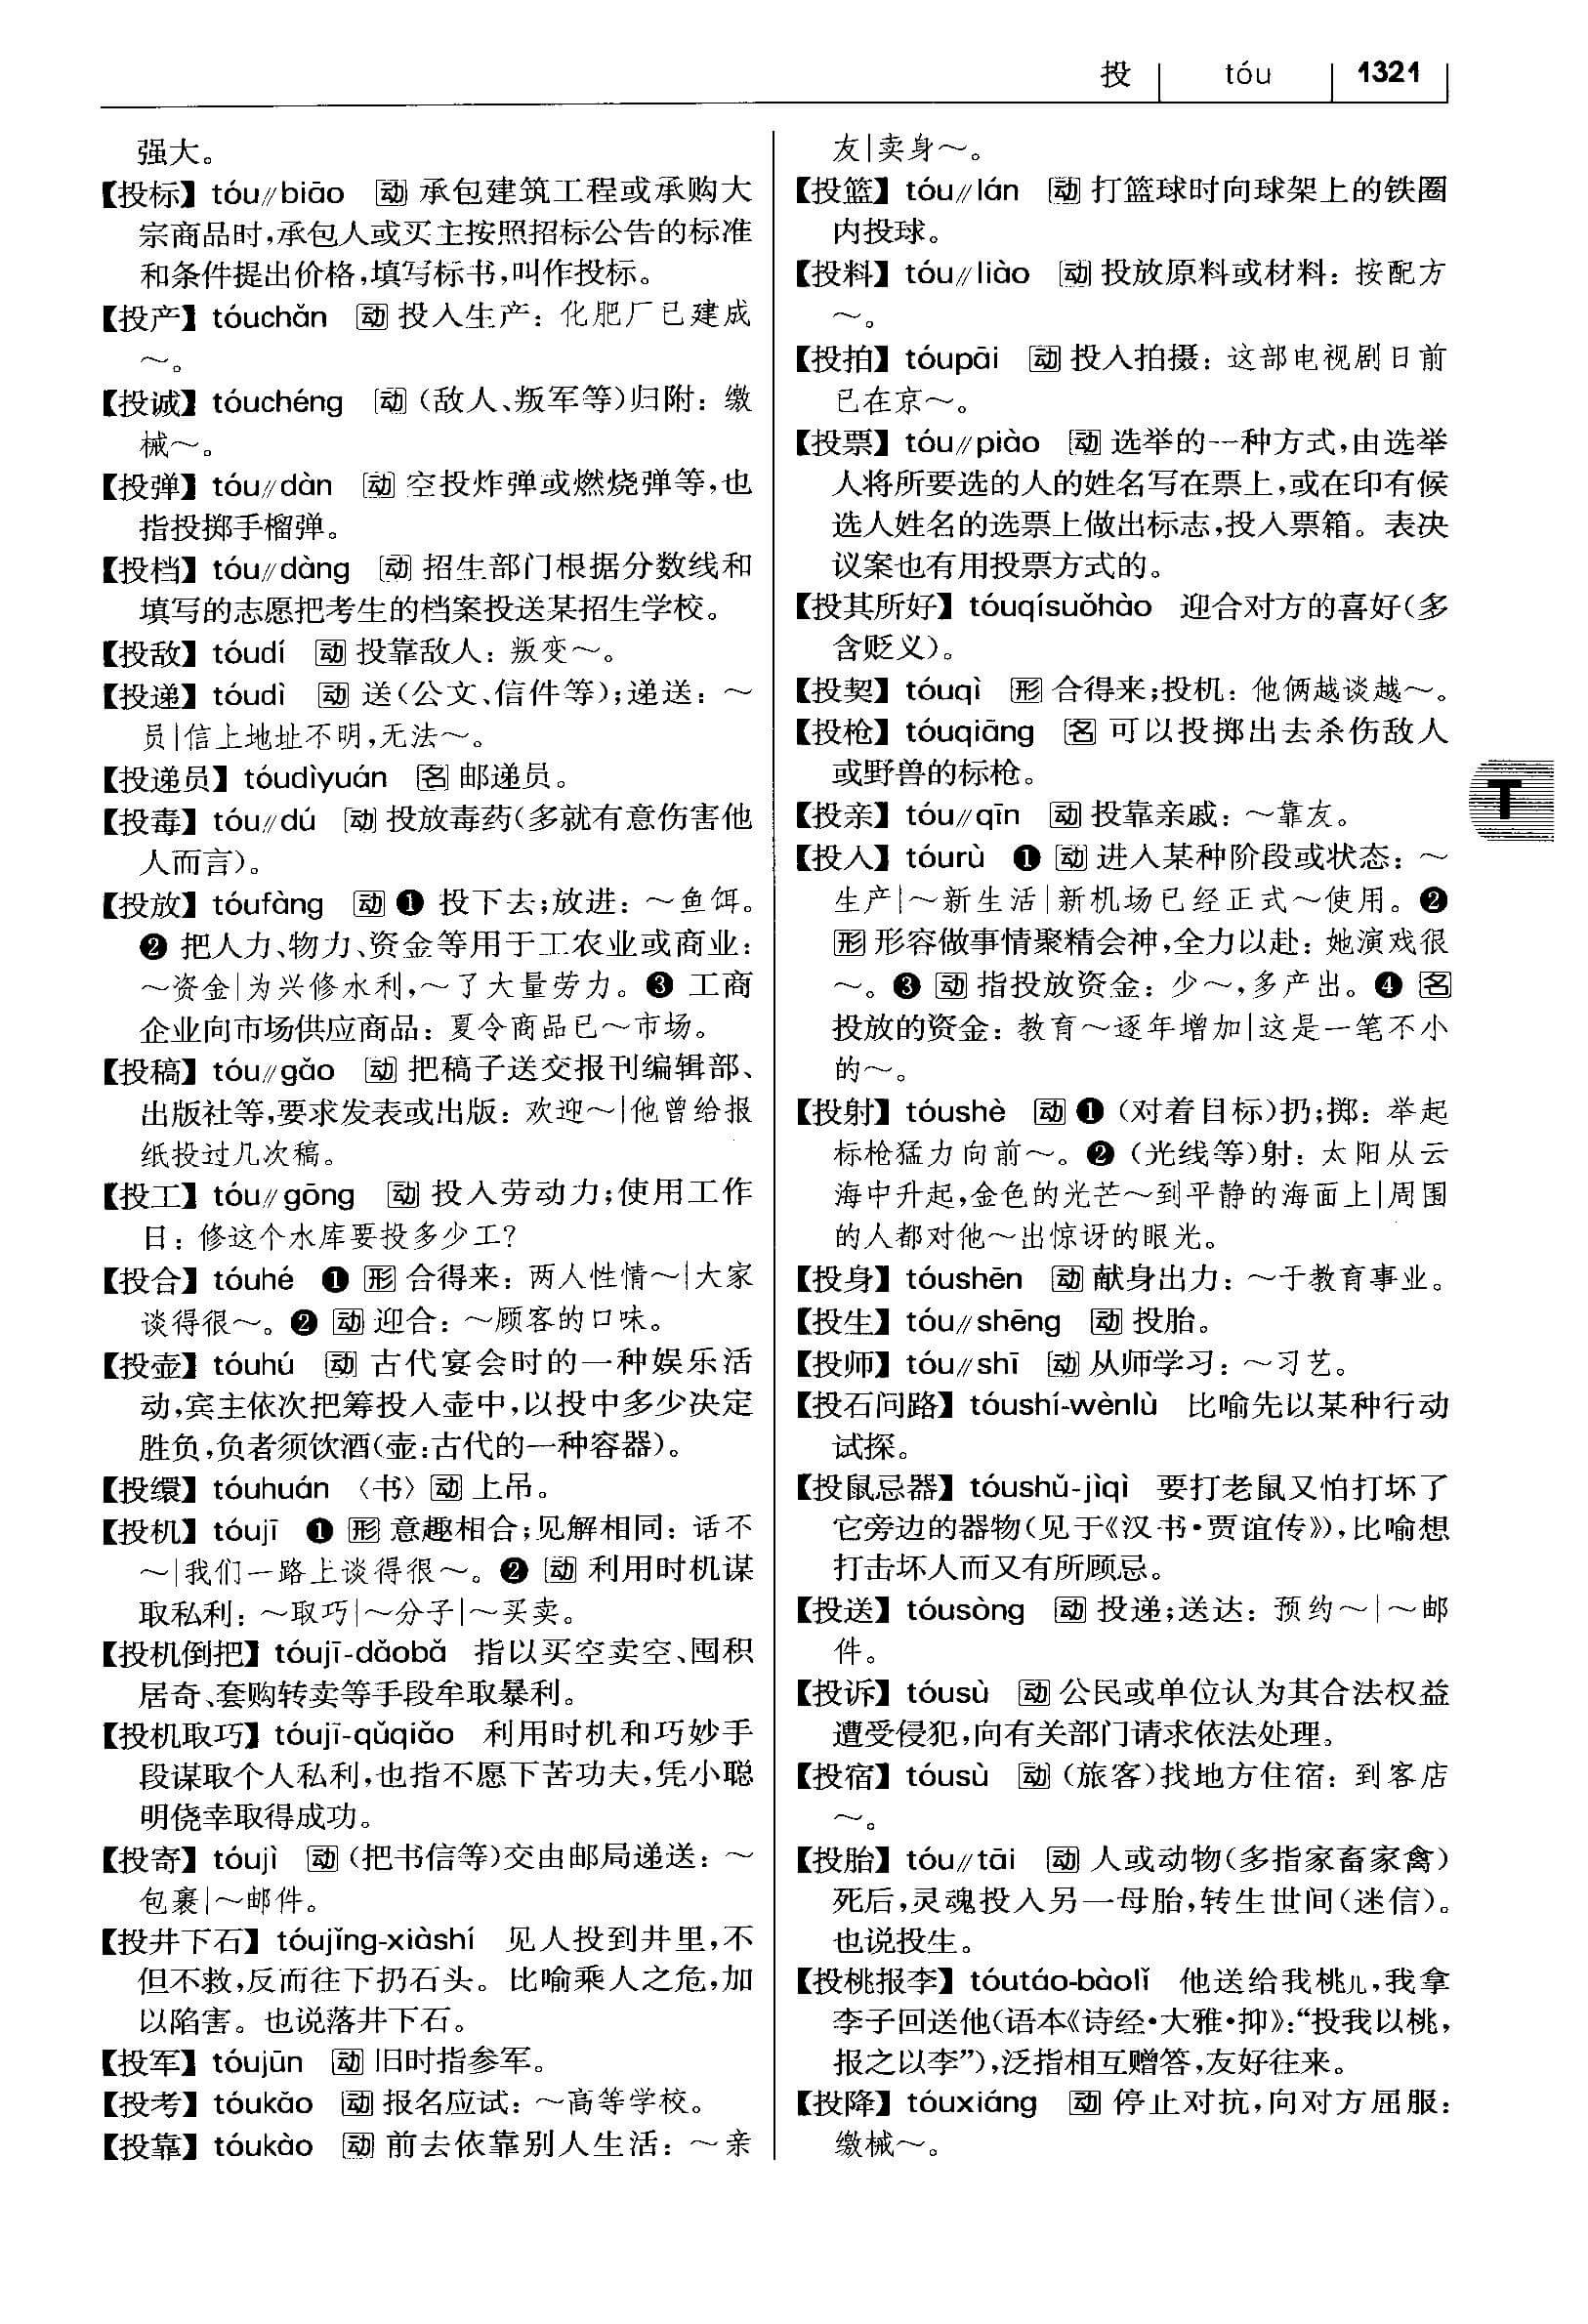 投 tóu 1321
强大。
【投标】tóu∥biāo 动 承包建筑工程或承购大
宗商品时,承包人或买主按照招标公告的标准
和条件提出价格,填写标书,叫作投标。
【投产】tóuchǎn 动 投入生产：化肥厂已建成
～。
【投诚】tóuchéng 动（敌人、叛军等）归附：缴
械～。
【投弹】tóu∥dàn 动 空投炸弹或燃烧弹等,也
指投掷手榴弹。
【投档】tóu∥dàng 动 招生部门根据分数线和
填写的志愿把考生的档案投送某招生学校。
【投敌】tóudí 动 投靠敌人：叛变～。
【投递】tóudì 动 送（公文、信件等）;递送：～
员|信上地址不明,无法～。
【投递员】tóudìyuán 名 邮递员。
【投毒】tóu∥dú 动 投放毒药（多就有意伤害他
人而言）。
【投放】tóufàng 动 ❶ 投下去;放进：～鱼饵。
❷ 把人力、物力、资金等用于工农业或商业：
～资金|为兴修水利,～了大量劳力。❸ 工商
企业向市场供应商品：夏令商品已～市场。
【投稿】tóu∥gǎo 动 把稿子送交报刊编辑部、
出版社等,要求发表或出版：欢迎～|他曾给报
纸投过几次稿。
【投工】tóu∥gōng 动 投入劳动力;使用工作
日：修这个水库要投多少工?
【投合】tóuhé ❶ 形 合得来：两人性情～|大家
谈得很～。❷ 动 迎合：～顾客的口味。
【投壶】tóuhú 动 古代宴会时的一种娱乐活
动,宾主依次把筹投入壶中,以投中多少决定
胜负,负者须饮酒（壶:古代的一种容器）。
【投缳】tóuhuán 〈书〉动 上吊。
【投机】tóujī ❶ 形 意趣相合;见解相同：话不
～|我们一路上谈得很～。❷ 动 利用时机谋
取私利：～取巧|～分子|～买卖。
【投机倒把】tóujī-dǎobǎ 指以买空卖空、囤积
居奇、套购转卖等手段牟取暴利。
【投机取巧】tóujī-qǔqiǎo 利用时机和巧妙手
段谋取个人私利,也指不愿下苦功夫,凭小聪
明侥幸取得成功。
【投寄】tóujì 动（把书信等）交由邮局递送：～
包裹|～邮件。
【投井下石】tóujǐng-xiàshí 见人投到井里,不
但不救,反而往下扔石头。比喻乘人之危,加
以陷害。也说落井下石。
【投军】tóujūn 动 旧时指参军。
【投考】tóukǎo 动 报名应试：～高等学校。
【投靠】tóukào 动 前去依靠别人生活：～亲
友|卖身～。
【投篮】tóu∥lán 动 打篮球时向球架上的铁圈
内投球。
【投料】tóu∥liào 动 投放原料或材料：按配方
～。
【投拍】tóupāi 动 投入拍摄：这部电视剧日前
已在京～。
【投票】tóu∥piào 动 选举的一种方式,由选举
人将所要选的人的姓名写在票上,或在印有候
选人姓名的选票上做出标志,投入票箱。表决
议案也有用投票方式的。
【投其所好】tóuqísuǒhào 迎合对方的喜好（多
含贬义）。
【投契】tóuqì 形 合得来;投机：他俩越谈越～。
【投枪】tóuqiāng 名 可以投掷出去杀伤敌人
或野兽的标枪。
【投亲】tóu∥qīn 动 投靠亲戚：～靠友。
【投入】tóurù ❶ 动 进入某种阶段或状态：～
生产|～新生活|新机场已经正式～使用。❷
形 形容做事情聚精会神,全力以赴：她演戏很
～。❸ 动 指投放资金：少～,多产出。❹ 名
投放的资金：教育～逐年增加|这是一笔不小
的～。
【投射】tóushè 动 ❶（对着目标）扔;掷：举起
标枪猛力向前～。❷（光线等）射：太阳从云
海中升起,金色的光芒～到平静的海面上|周围
的人都对他～出惊讶的眼光。
【投身】tóushēn 动 献身出力：～于教育事业。
【投生】tóu∥shēng 动 投胎。
【投师】tóu∥shī 动 从师学习：～习艺。
【投石问路】tóushí-wènlù 比喻先以某种行动
试探。
【投鼠忌器】tóushǔ-jìqì 要打老鼠又怕打坏了
它旁边的器物（见于《汉书·贾谊传》）,比喻想
打击坏人而又有所顾忌。
【投送】tóusòng 动 投递;送达：预约～|～邮
件。
【投诉】tóusù 动 公民或单位认为其合法权益
遭受侵犯,向有关部门请求依法处理。
【投宿】tóusù 动（旅客）找地方住宿：到客店
～。
【投胎】tóu∥tāi 动 人或动物（多指家畜家禽）
死后,灵魂投入另一母胎,转生世间（迷信）。
也说投生。
【投桃报李】tóutáo-bàolǐ 他送给我桃儿,我拿
李子回送他（语本《诗经·大雅·抑》:“投我以桃,
报之以李”）,泛指相互赠答,友好往来。
【投降】tóuxiáng 动 停止对抗,向对方屈服：
缴械～。
T